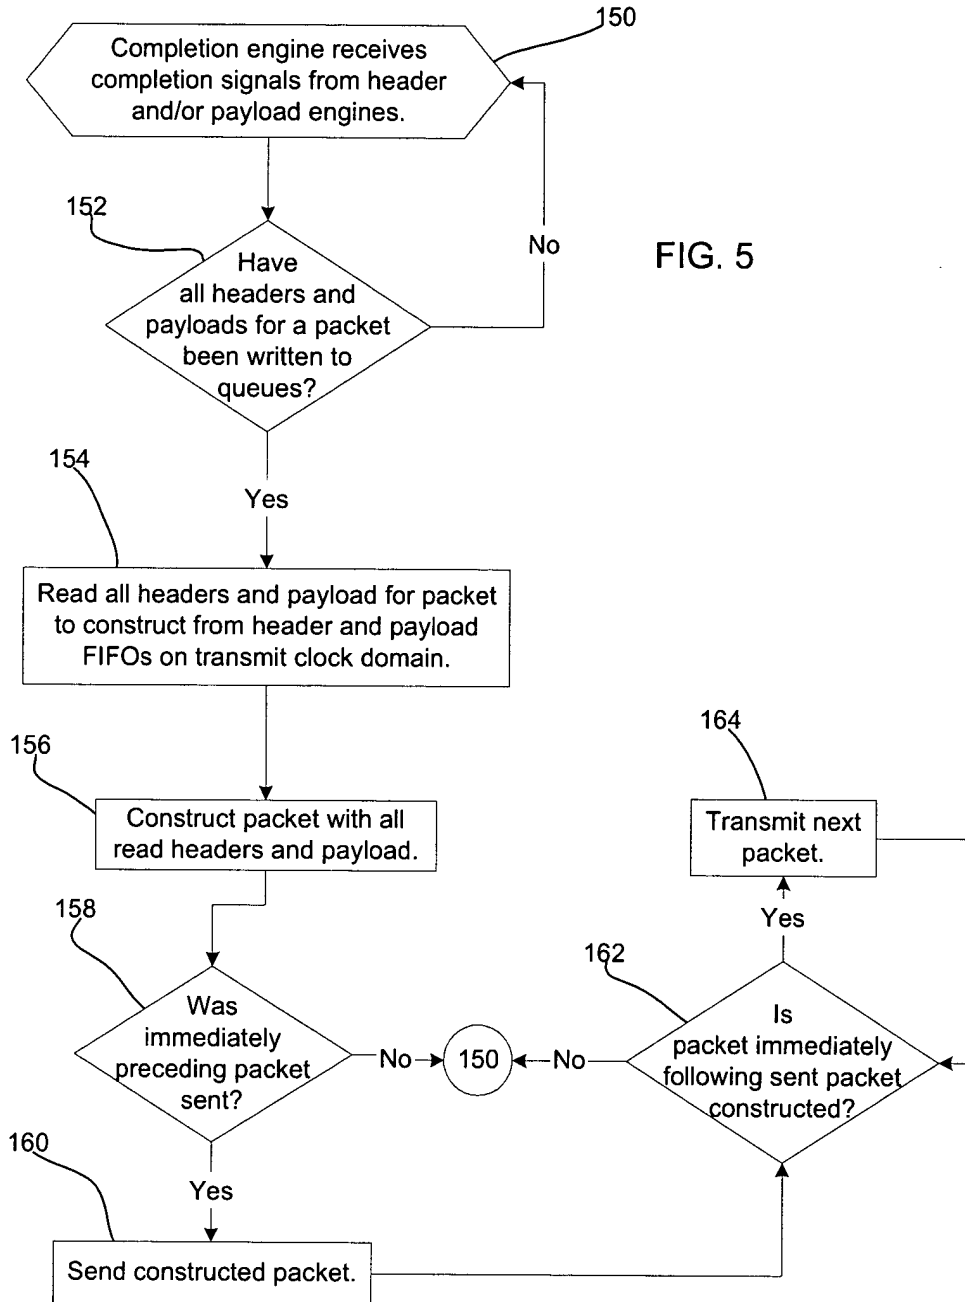 150
Completion engine receives
completion signals from header
and/or payload engines.
152
No
FIG. 5
Have
all headers and
payloads for a packet
been written to
queues?
154
Yes
Read all headers and payload for packet
to construct from header and payload
FIFOs on transmit clock domain.
156
Construct packet with all
read headers and payload.
164
Transmit next
packet.
158
Yes
162
Was
immediately
preceding packet
sent?
No
150
No
Is
packet immediately
following sent packet
constructed?
160
Yes
Send constructed packet.